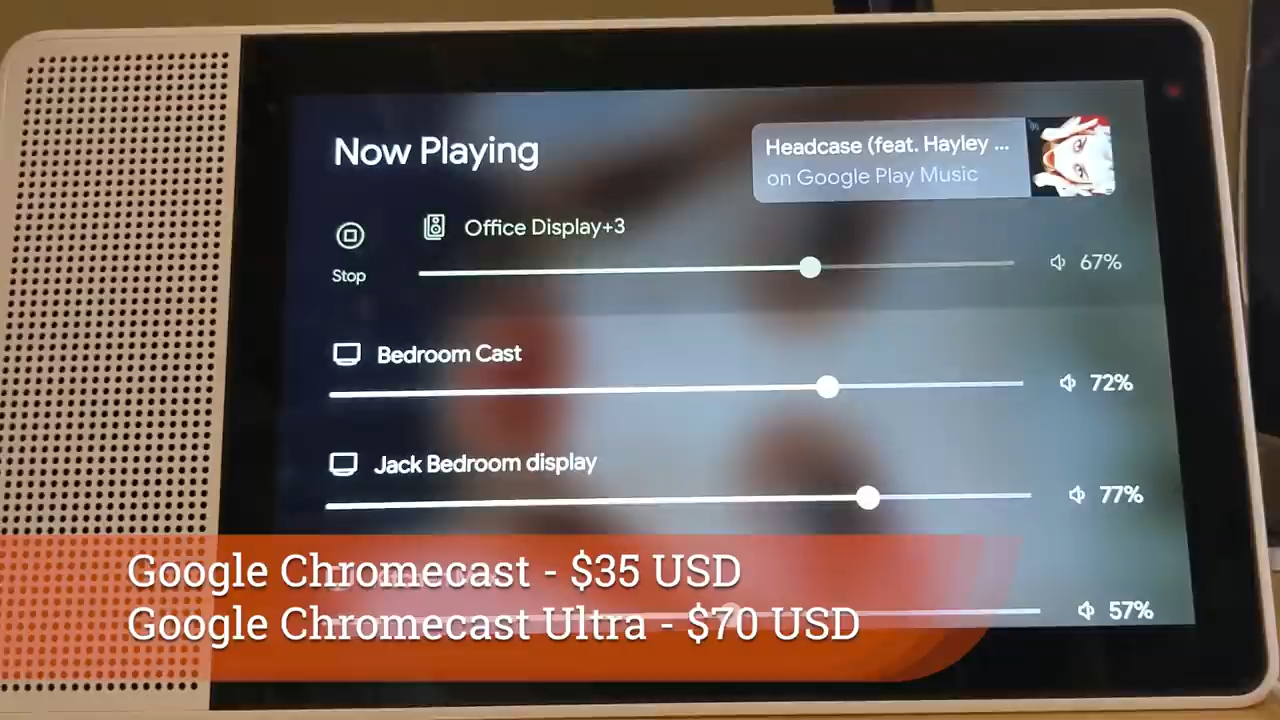 Now Playing
Headcase (feat. Hayley ...
on Google Play Music
Office Display+3
Stop
67%
Bedroom Cast
72%
Jack Bedroom display
77%
57%
Google Chromecast - $35 USD
Google Chromecast Ultra - $70 USD